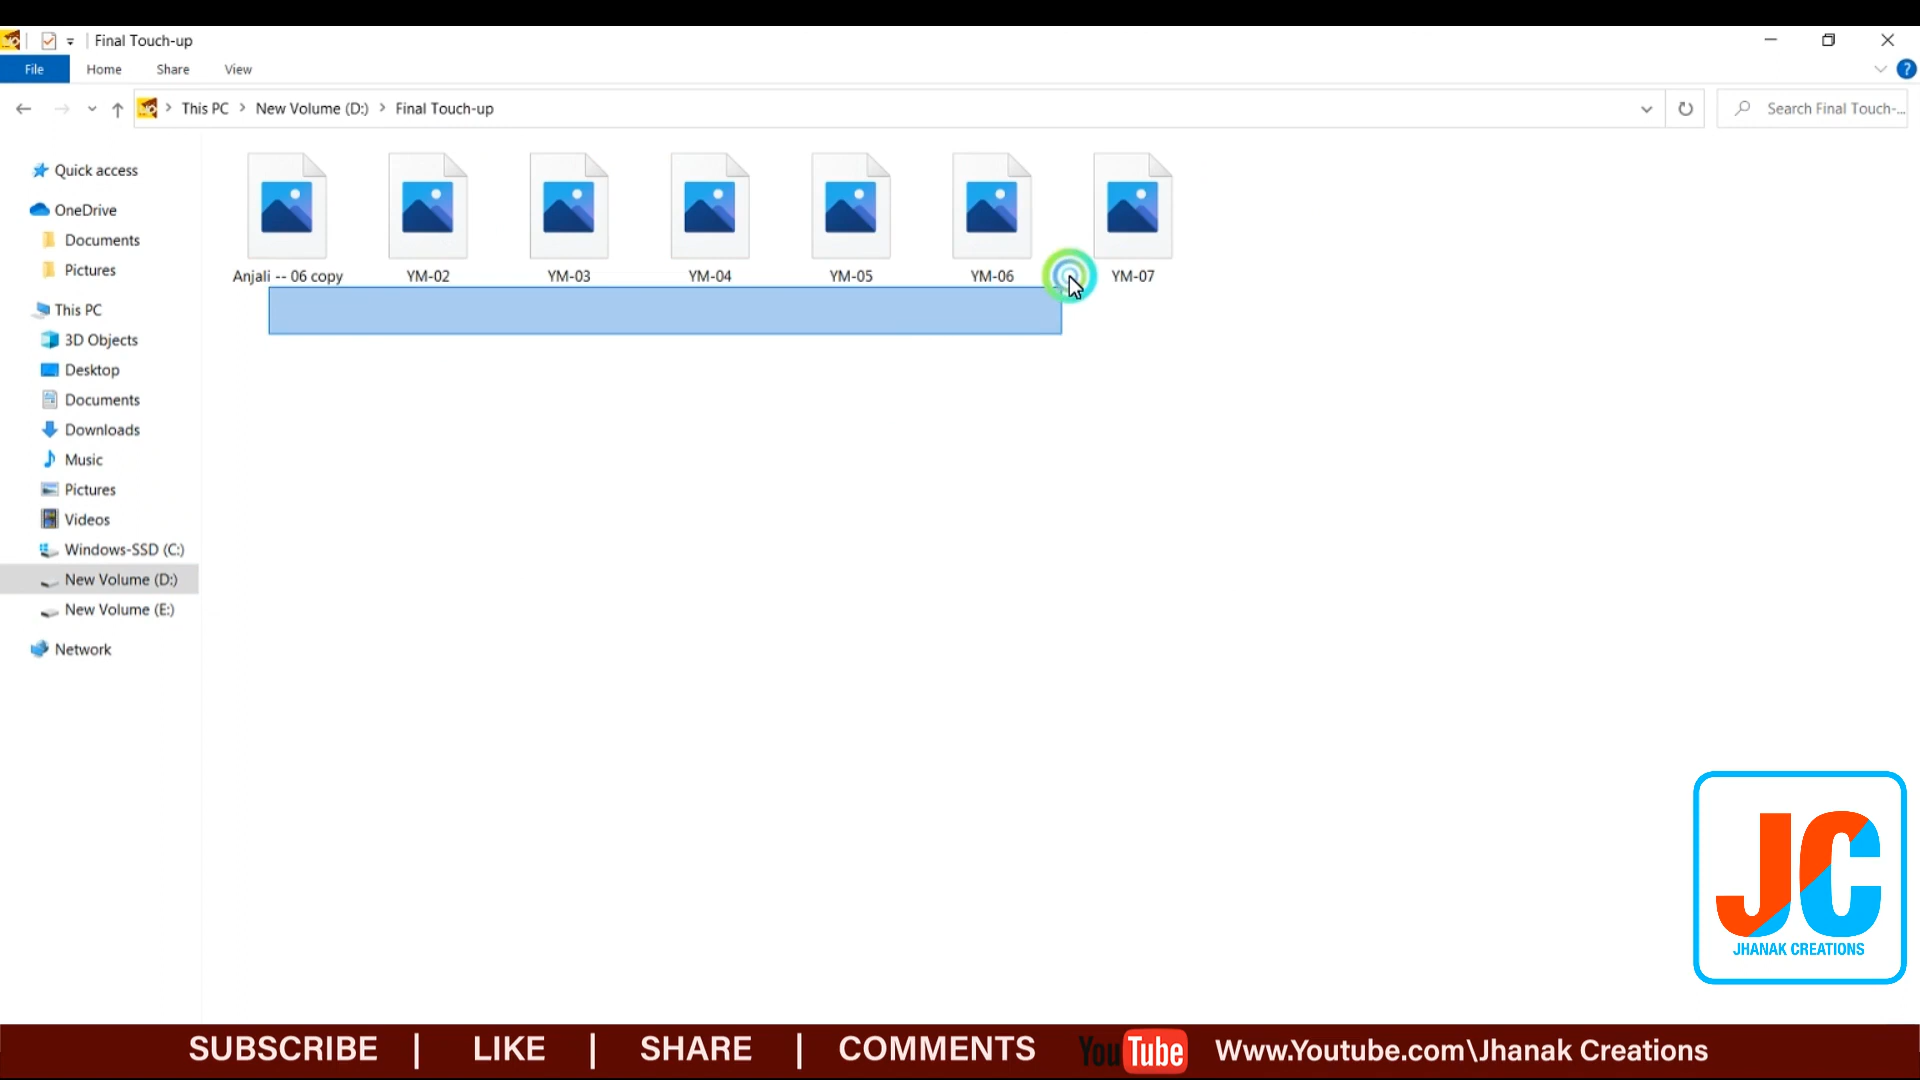 Final Touch-up
File Home Share View ?
This PC New Volume (D:) Final Touch-up Search Final Touch-...
Quick access
OneDrive
Documents
Pictures
This PC
3D Objects
Desktop
Documents
Downloads
Music
Pictures
Videos
Windows-SSD (C:)
New Volume (D:)
New Volume (E:)
Network
Anjali -- 06 copy YM-02 YM-03 YM-04 YM-05 YM-06 YM-07
JC
JHANAK CREATIONS
SUBSCRIBE | LIKE | SHARE | COMMENTS YouTube Www.Youtube.com\Jhanak Creations